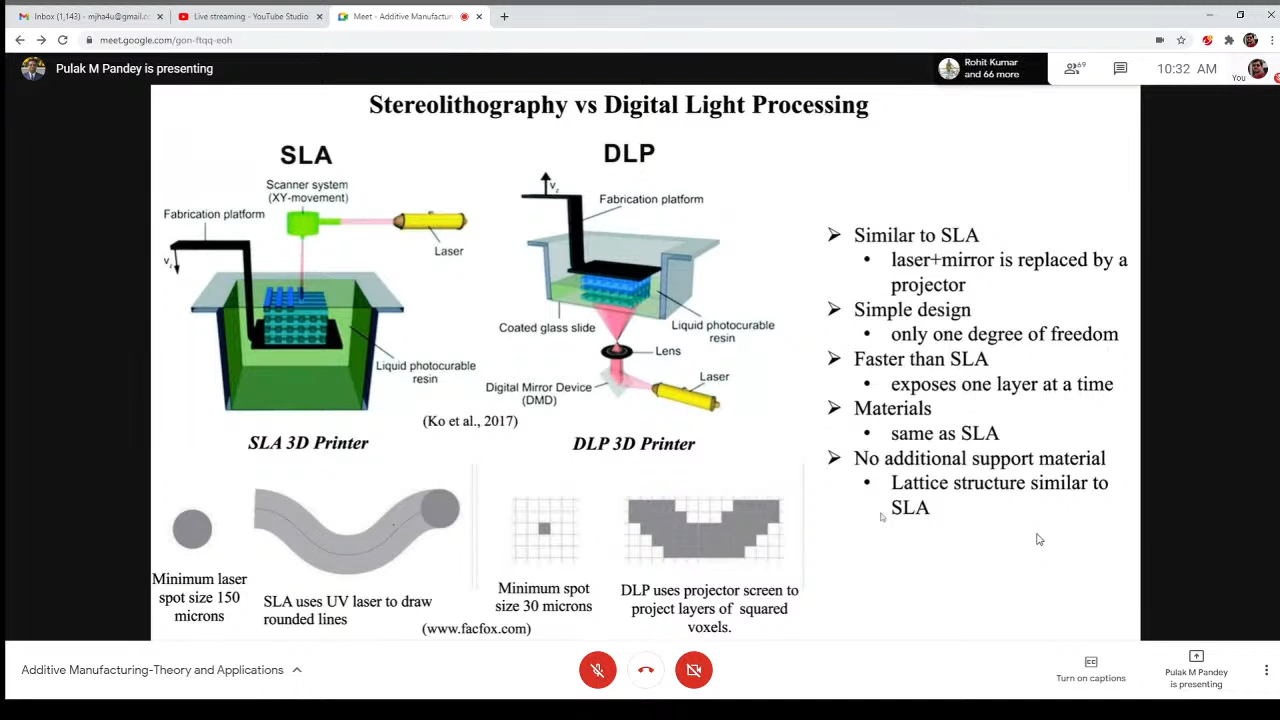 Inbox (1,143) - mjha4u@gmail.c
Live streaming - YouTube Studio
Meet - Additive Manufactur
meet.google.com/gon-ftqq-eoh
Pulak M Pandey is presenting
Rohit Kumar
and 66 more
69
10:32 AM
You
Stereolithography vs Digital Light Processing
SLA
Scanner system
(XY-movement)
Fabrication platform
Laser
vz
Liquid photocurable
resin
SLA 3D Printer
DLP
vz
Fabrication platform
Coated glass slide
Liquid photocurable
resin
Lens
Digital Mirror Device
(DMD)
Laser
(Ko et al., 2017)
DLP 3D Printer
➢ Similar to SLA
• laser+mirror is replaced by a
projector
➢ Simple design
• only one degree of freedom
➢ Faster than SLA
• exposes one layer at a time
➢ Materials
• same as SLA
➢ No additional support material
• Lattice structure similar to
SLA
Minimum laser
spot size 150
microns
SLA uses UV laser to draw
rounded lines
(www.facfox.com)
Minimum spot
size 30 microns
DLP uses projector screen to
project layers of squared
voxels.
Additive Manufacturing-Theory and Applications
CC
Turn on captions
Pulak M Pandey
is presenting